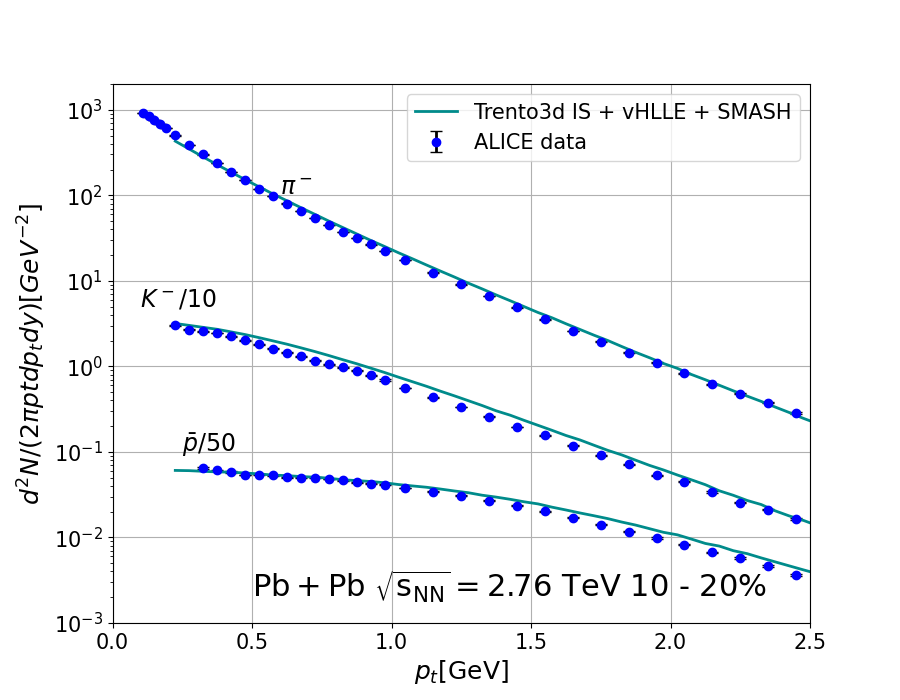 Trento3d IS + vHLLE + SMASH
ALICE data
π⁻
K⁻/10
p̄/50
Pb + Pb √s_NN = 2.76 TeV 10 - 20%
d²N/(2πptdp_tdy)[GeV⁻²]
10³
10²
10¹
10⁰
10⁻¹
10⁻²
10⁻³
0.0 0.5 1.0 1.5 2.0 2.5
p_t[GeV]